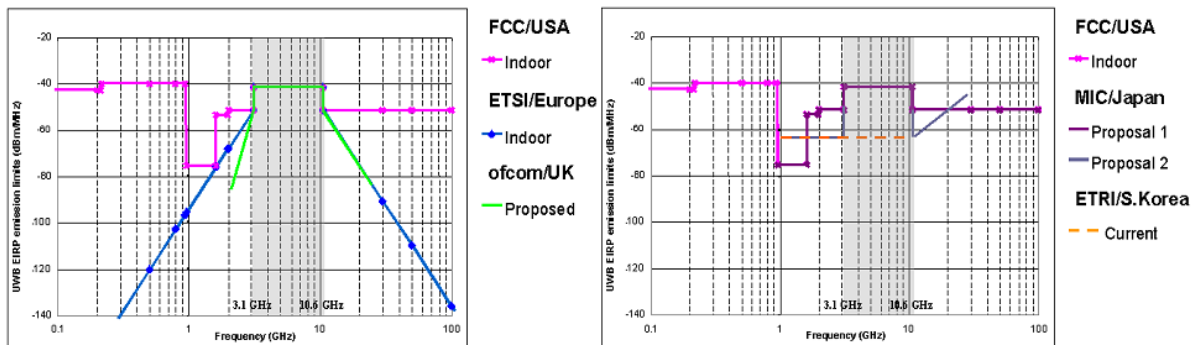 UWB EIRP emission limits (dBm/MHz)
-20
-40
-60
-80
-100
-120
-140
0.1
1
10
100
3.1 GHz
10.6 GHz
Frequency (GHz)
FCC/USA
Indoor
ETSI/Europe
Indoor
ofcom/UK
Proposed
UWB EIRP emission limits (dBm/MHz)
-20
-40
-60
-80
-100
-120
-140
0.1
1
10
100
3.1 GHz
10.6 GHz
Frequency (GHz)
FCC/USA
Indoor
MIC/Japan
Proposal 1
Proposal 2
ETRI/S.Korea
Current